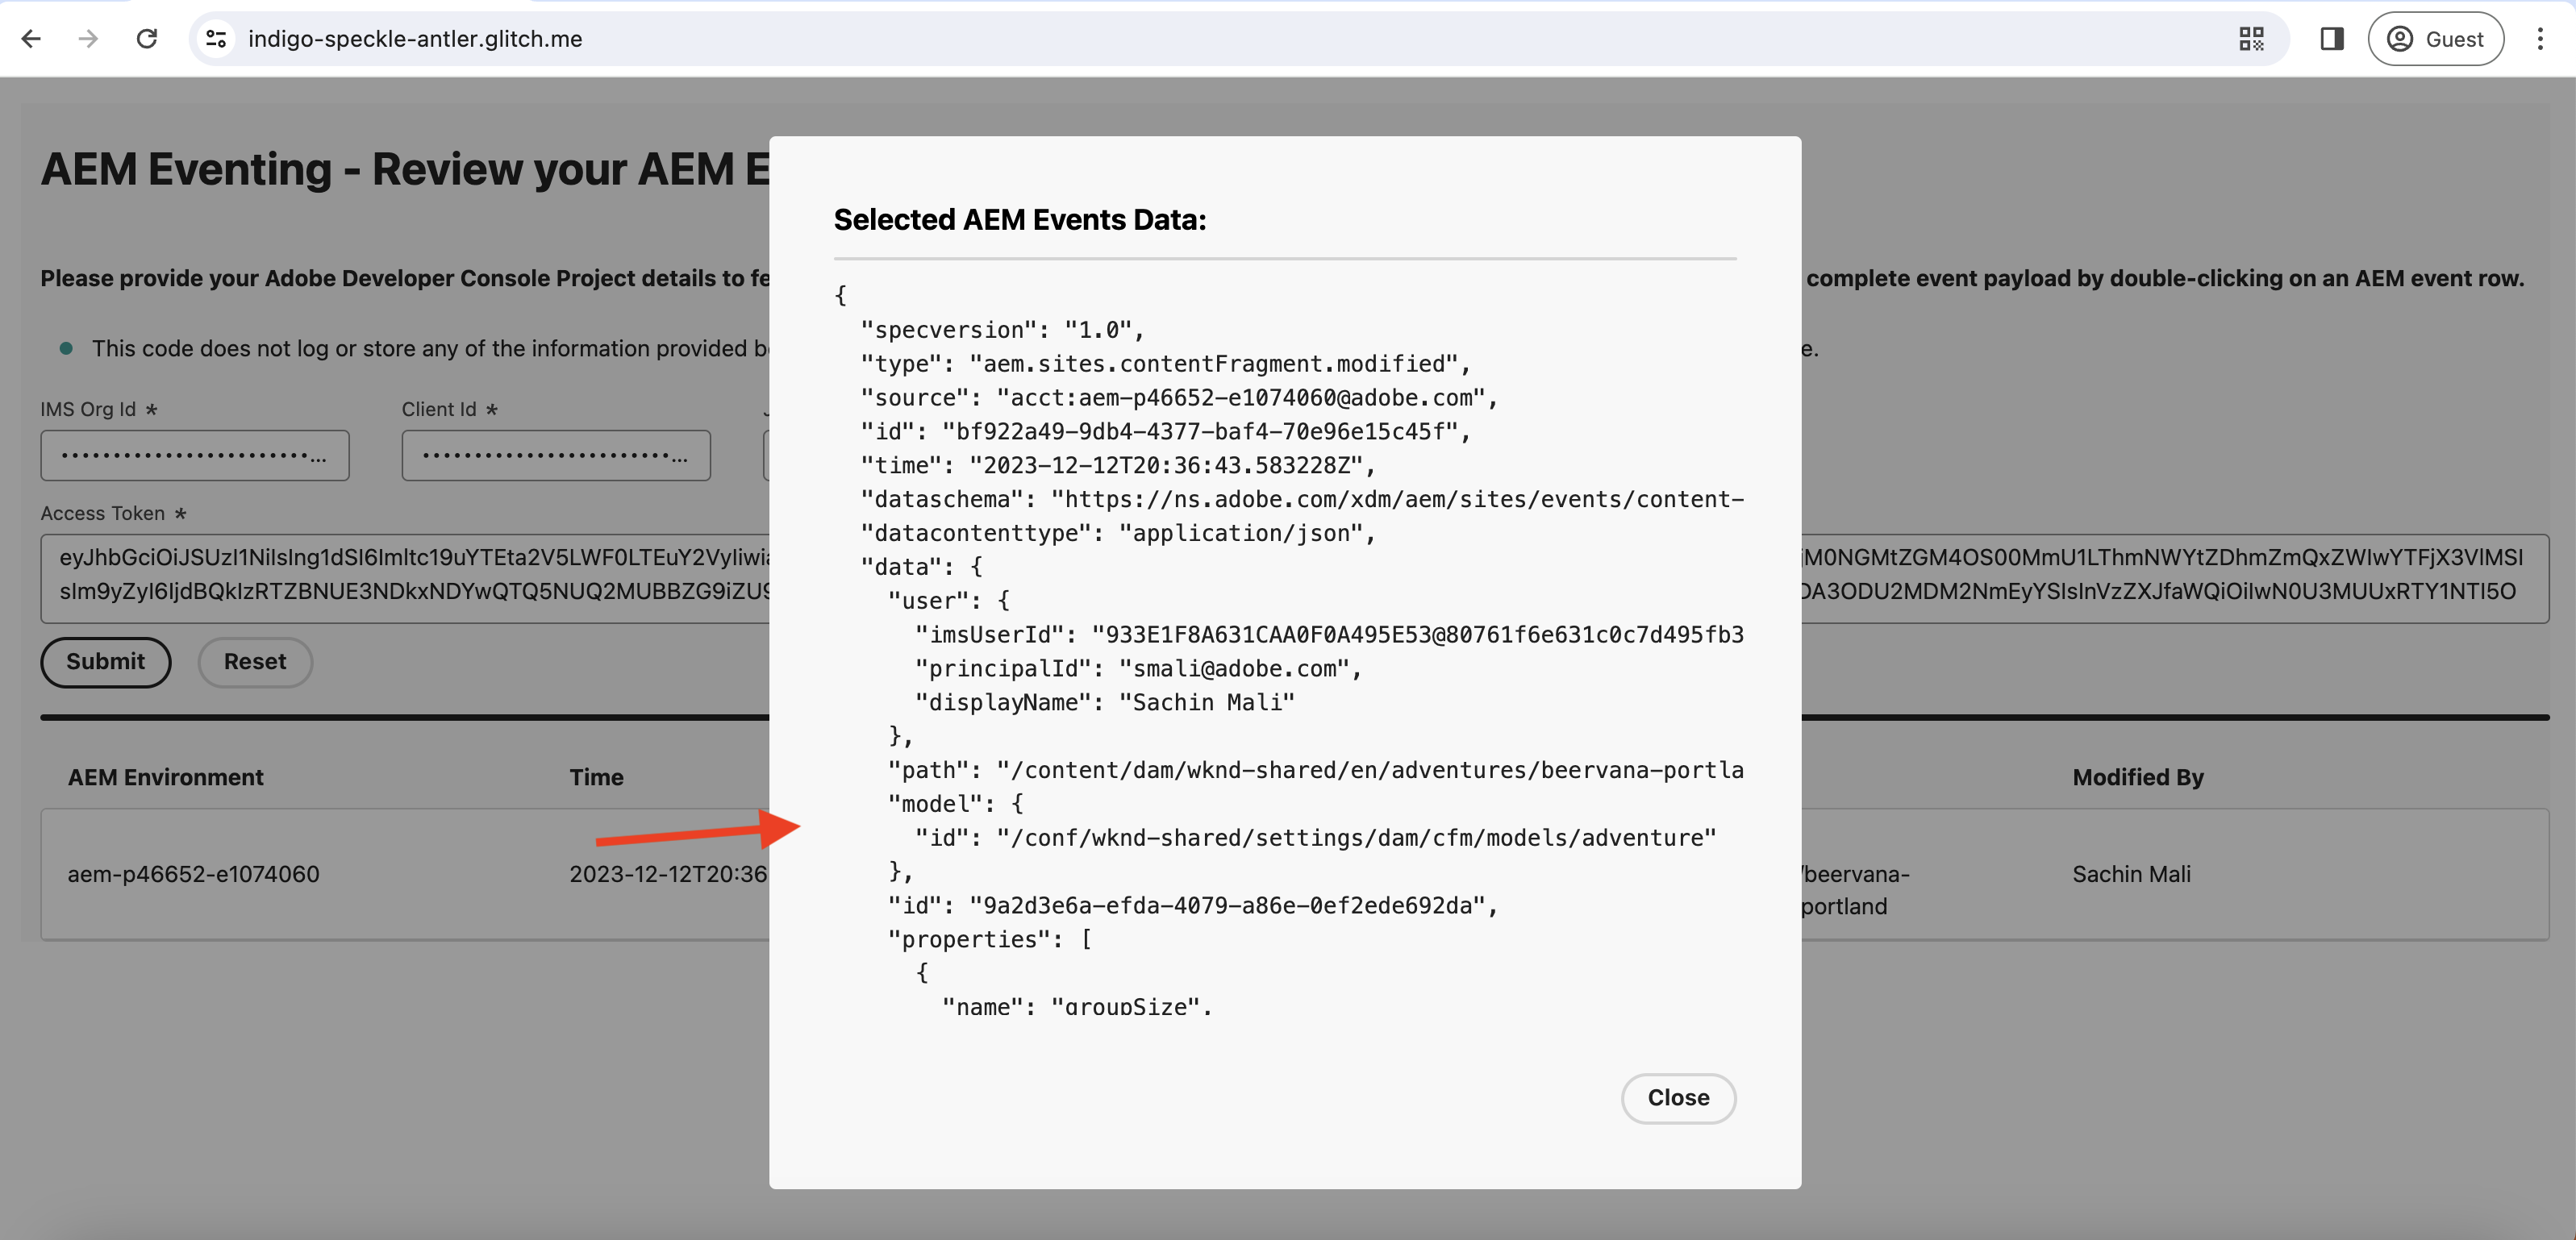 indigo-speckle-antler.glitch.me
Guest
AEM Eventing - Review your AEM E
Please provide your Adobe Developer Console Project details to fe
complete event payload by double-clicking on an AEM event row.
This code does not log or store any of the information provided b
e.
IMS Org Id *
Client Id *
Access Token *
Submit
Reset
AEM Environment
Time
Modified By
aem-p46652-e1074060
2023-12-12T20:36
/beervana-
portland
Sachin Mali
Selected AEM Events Data:
{
"specversion": "1.0",
"type": "aem.sites.contentFragment.modified",
"source": "acct:aem-p46652-e1074060@adobe.com",
"id": "bf922a49-9db4-4377-baf4-70e96e15c45f",
"time": "2023-12-12T20:36:43.583228Z",
"dataschema": "https://ns.adobe.com/xdm/aem/sites/events/content-
"datacontenttype": "application/json",
"data": {
"user": {
"imsUserId": "933E1F8A631CAA0F0A495E53@80761f6e631c0c7d495fb3
"principalId": "smali@adobe.com",
"displayName": "Sachin Mali"
},
"path": "/content/dam/wknd-shared/en/adventures/beervana-portla
"model": {
"id": "/conf/wknd-shared/settings/dam/cfm/models/adventure"
},
"id": "9a2d3e6a-efda-4079-a86e-0ef2ede692da",
"properties": [
{
"name": "groupSize",
Close